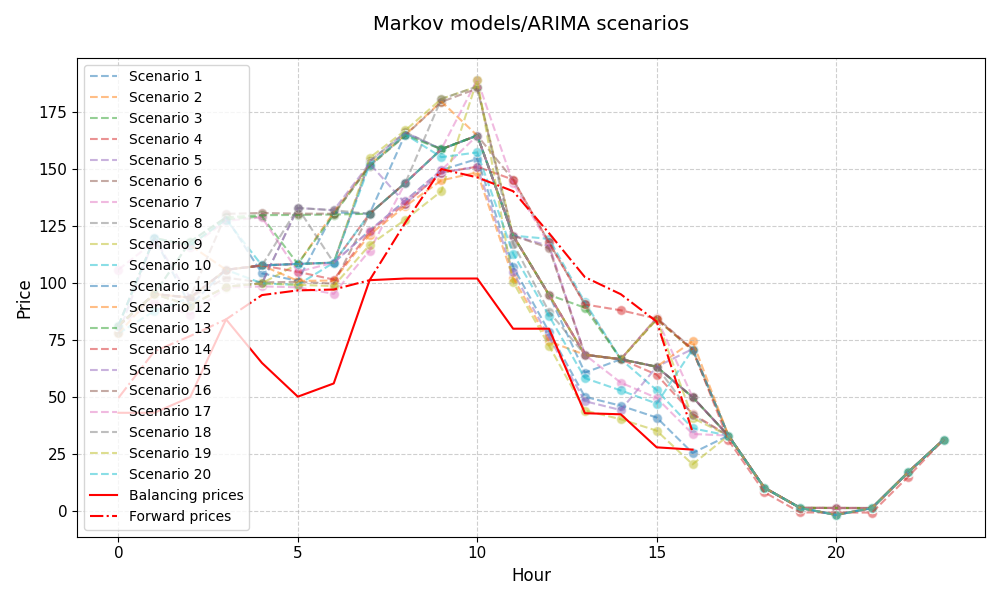 Markov models/ARIMA scenarios
Price
175
150
125
100
75
50
25
0
Scenario 1
Scenario 2
Scenario 3
Scenario 4
Scenario 5
Scenario 6
Scenario 7
Scenario 8
Scenario 9
Scenario 10
Scenario 11
Scenario 12
Scenario 13
Scenario 14
Scenario 15
Scenario 16
Scenario 17
Scenario 18
Scenario 19
Scenario 20
Balancing prices
Forward prices
0 5 10 15 20
Hour